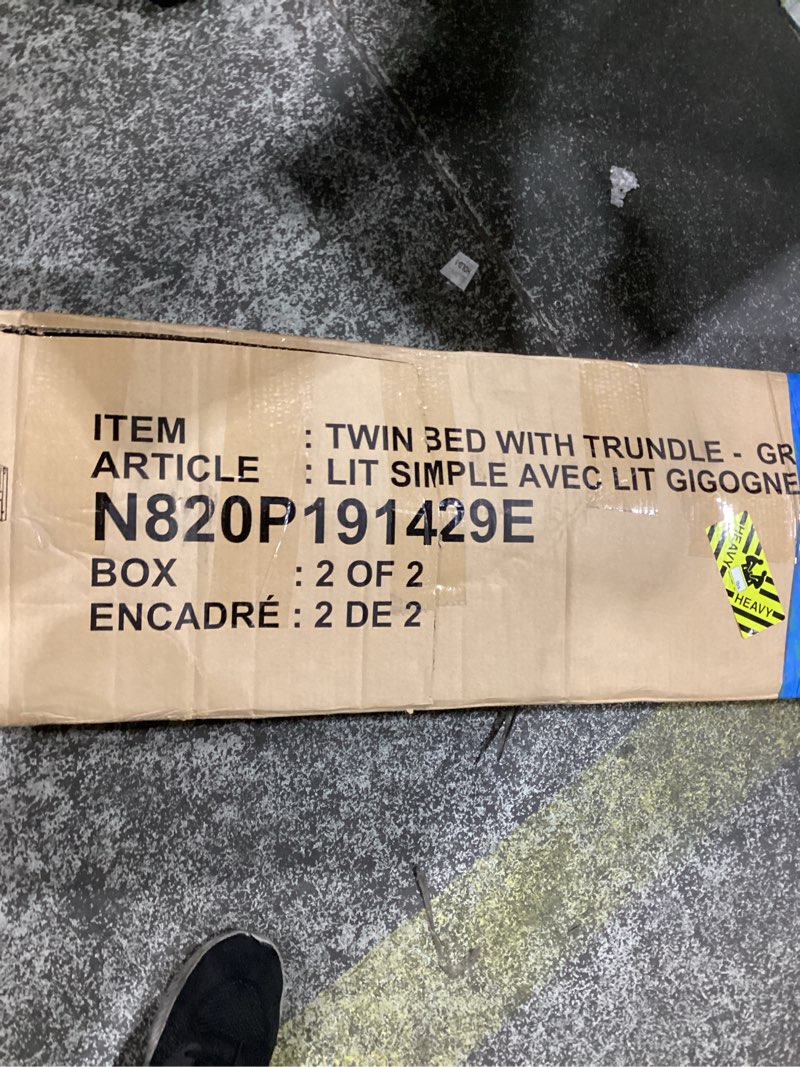 ITEM : TWIN BED WITH TRUNDLE - GR
ARTICLE : LIT SIMPLE AVEC LIT GIGOGNE
N820P191429E
BOX : 2 OF 2
ENCADRÉ : 2 DE 2
HEAVY
HEAVY